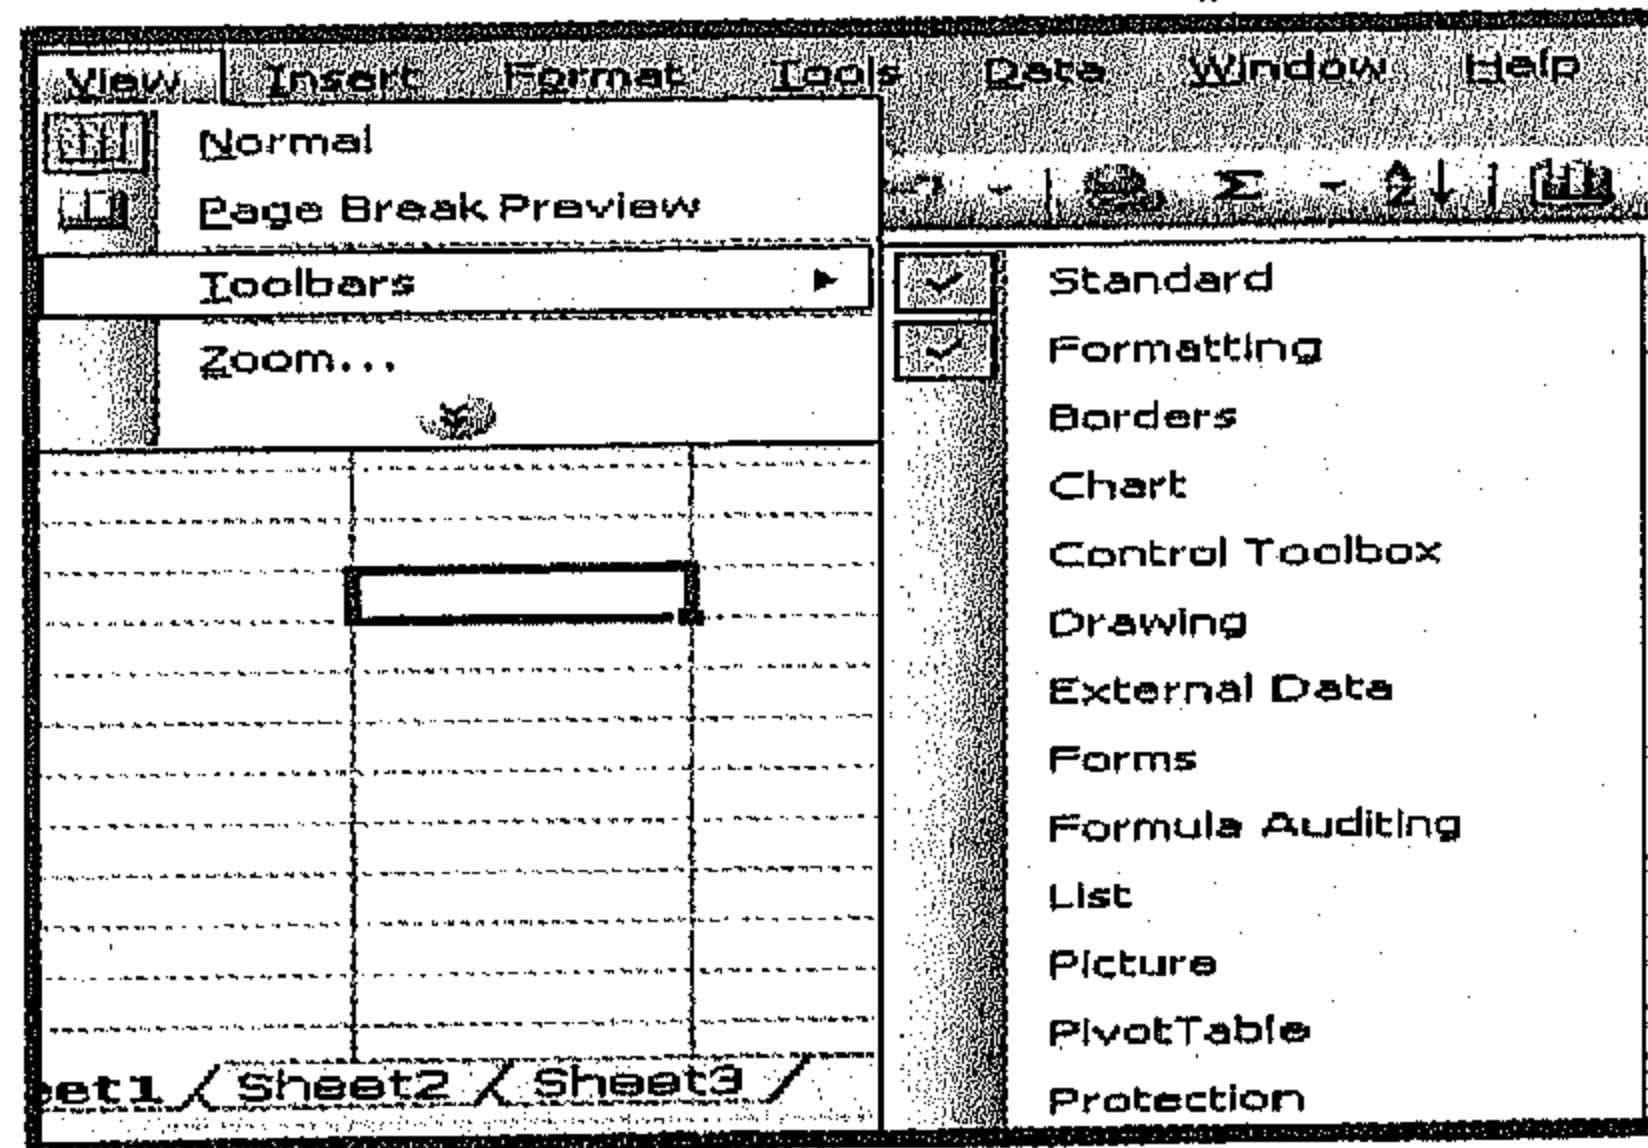 View Insert Format Tools Data Window Help
Normal
Page Break Preview
Toolbars
Zoom...
Standard
Formatting
Borders
Chart
Control Toolbox
Drawing
External Data
Forms
Formula Auditing
List
Picture
PivotTable
Protection
eet1 Sheet2 Sheet3